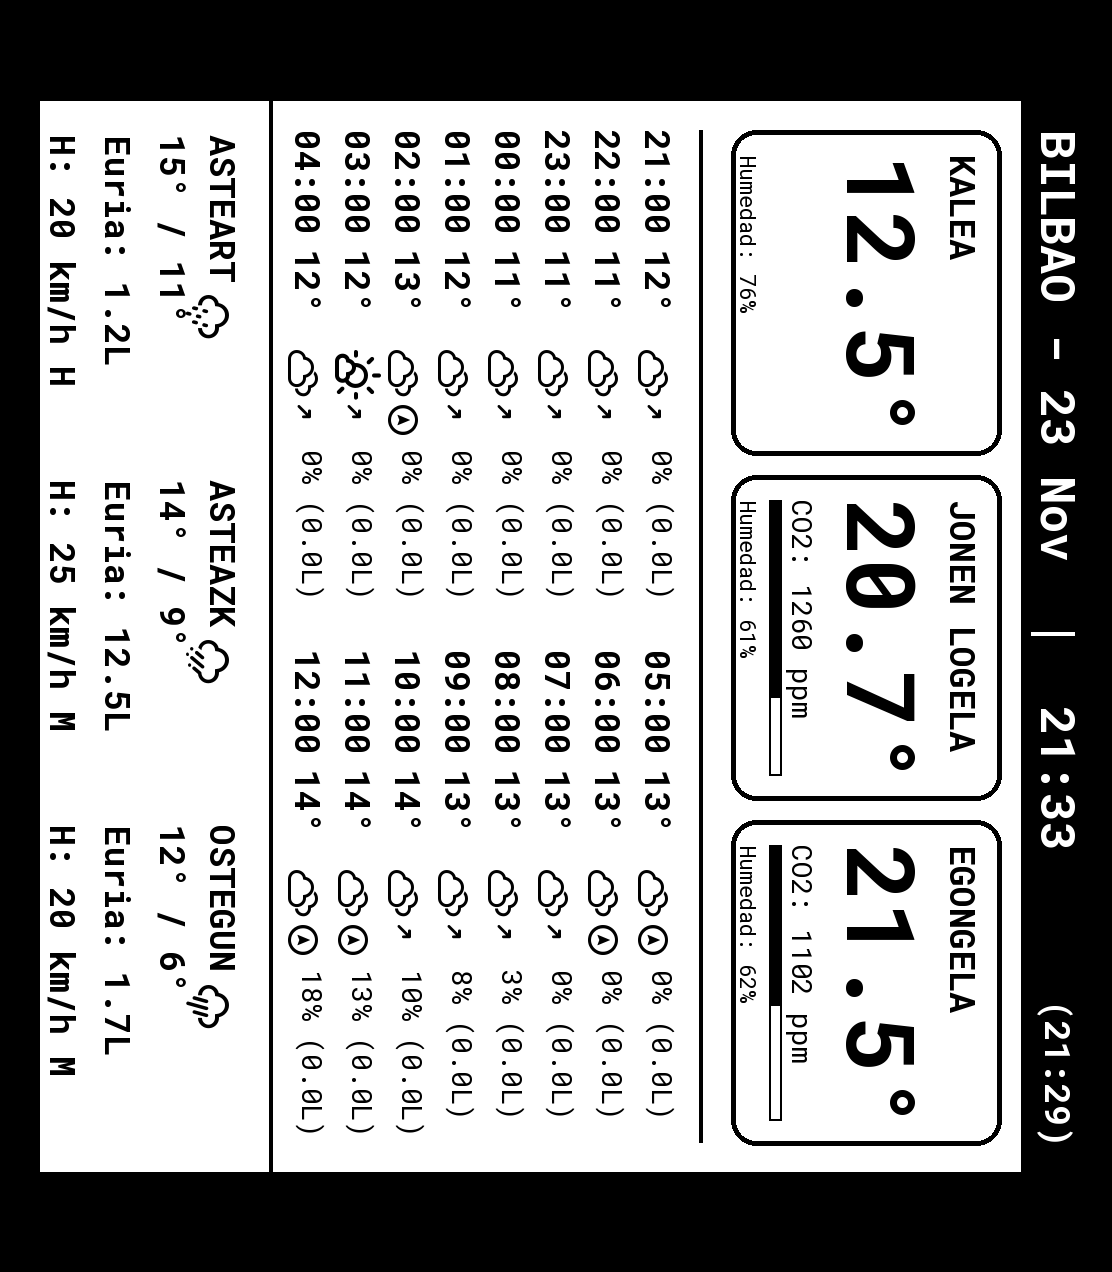 BILBAO - 23 Nov | 21:33 (21:29)
KALEA
12.5°
Humedad: 76%
JONEN LOGELA
20.7°
CO2: 1260 ppm
Humedad: 61%
EGONGELA
21.5°
CO2: 1102 ppm
Humedad: 62%
21:00 12° ↗ 0% (0.0L)
22:00 11° ↗ 0% (0.0L)
23:00 11° ↗ 0% (0.0L)
00:00 11° ↗ 0% (0.0L)
01:00 12° ↗ 0% (0.0L)
02:00 13° 0% (0.0L)
03:00 12° ↗ 0% (0.0L)
04:00 12° ↗ 0% (0.0L)
05:00 13° 0% (0.0L)
06:00 13° 0% (0.0L)
07:00 13° ↗ 0% (0.0L)
08:00 13° ↗ 3% (0.0L)
09:00 13° ↗ 8% (0.0L)
10:00 14° ↗ 10% (0.0L)
11:00 14° 13% (0.0L)
12:00 14° 18% (0.0L)
ASTEART
15° / 11°
Euria: 1.2L
H: 20 km/h H
ASTEAZK
14° / 9°
Euria: 12.5L
H: 25 km/h M
OSTEGUN
12° / 6°
Euria: 1.7L
H: 20 km/h M